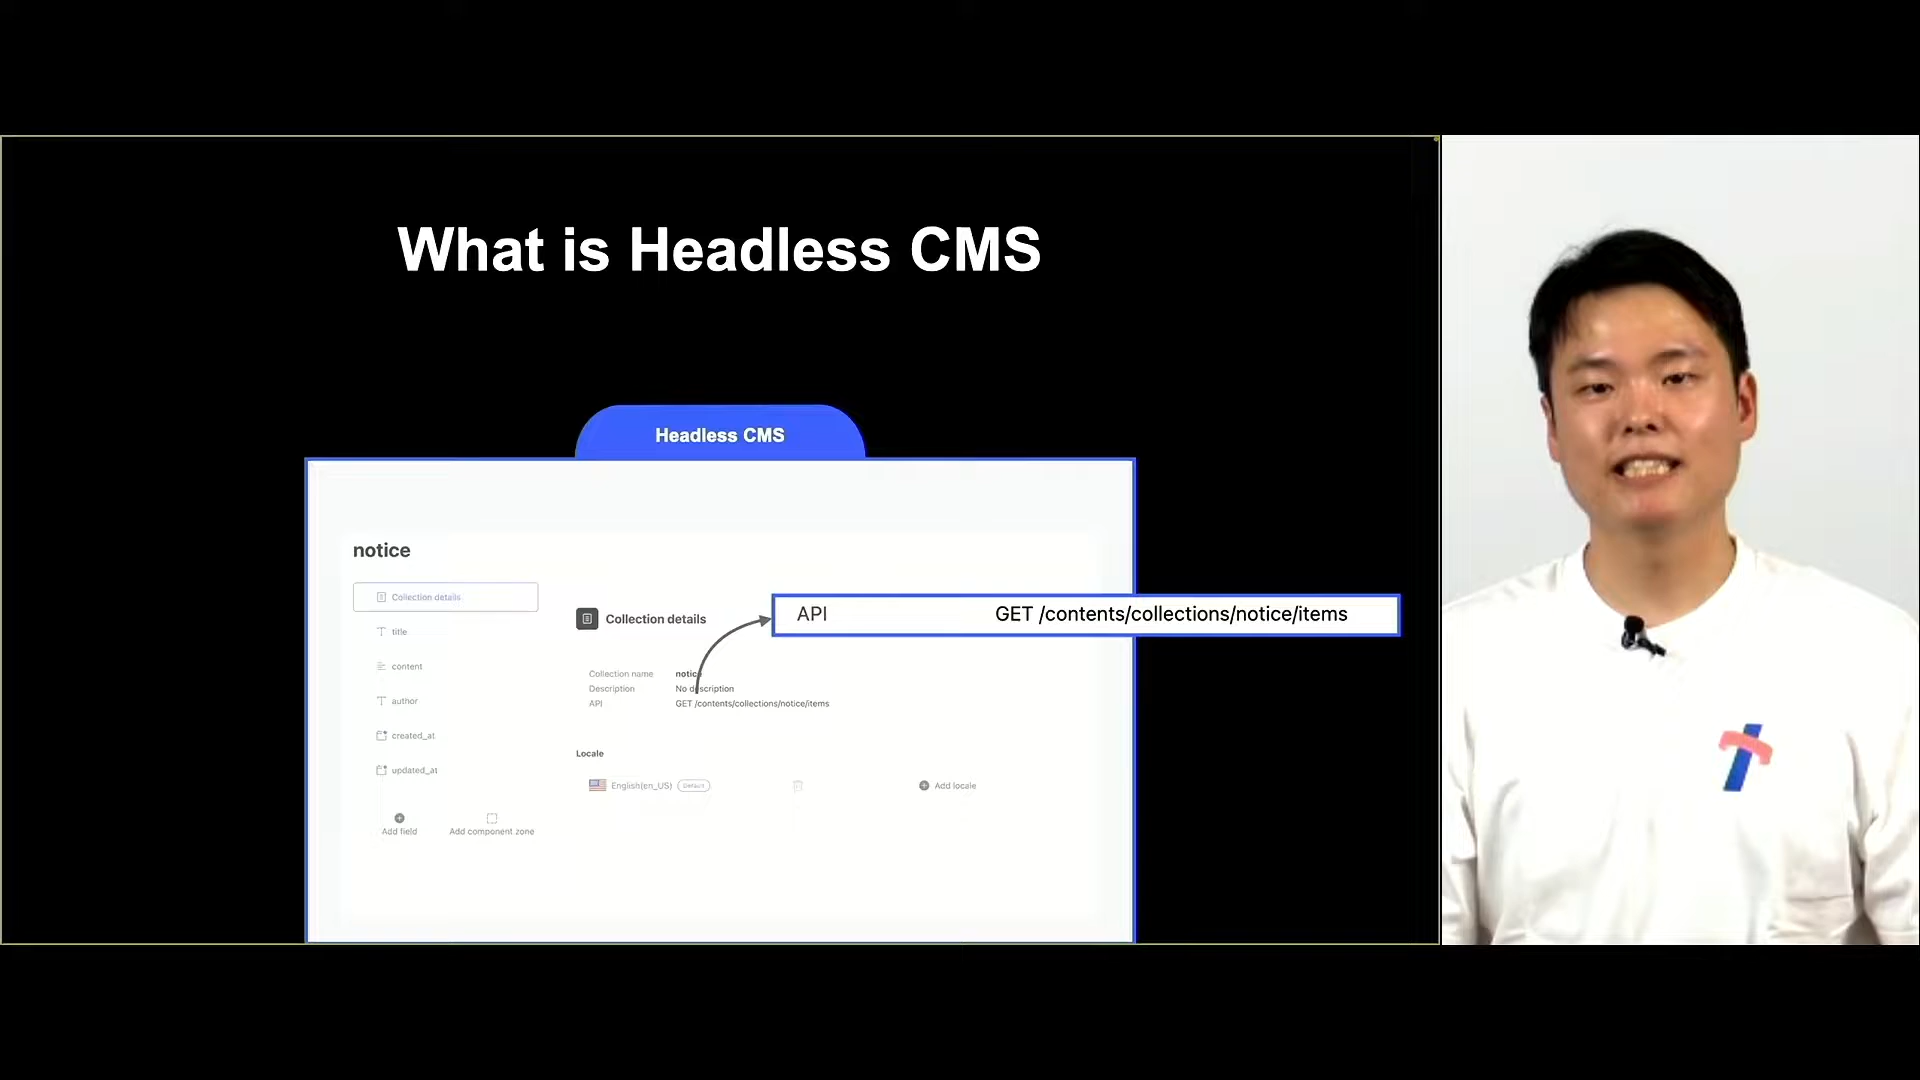 What is Headless CMS
Headless CMS
notice
Collection details
title
content
author
created_at
updated_at
Add field
Add component zone
Collection details
API GET /contents/collections/notice/items
Collection name notice
Description No description
API GET /contents/collections/notice/items
Locale
English(en_US) Default
Add locale